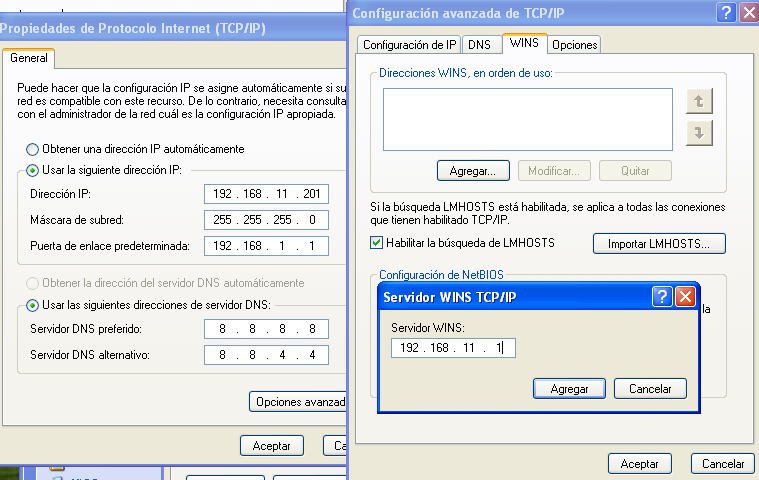 Propiedades de Protocolo Internet (TCP/IP)
General
Puede hacer que la configuración IP se asigne automáticamente si su
red es compatible con este recurso. De lo contrario, necesita consulta
con el administrador de la red cuál es la configuración IP apropiada.
Obtener una dirección IP automáticamente
Usar la siguiente dirección IP:
Dirección IP:
192 . 168 . 11 . 201
Máscara de subred:
255 . 255 . 255 . 0
Puerta de enlace predeterminada:
192 . 168 . 1 . 1
Obtener la dirección del servidor DNS automáticamente
Usar las siguientes direcciones de servidor DNS:
Servidor DNS preferido:
8 . 8 . 8 . 8
Servidor DNS alternativo:
8 . 8 . 4 . 4
Opciones avanzad
Aceptar
Ca
Configuración avanzada de TCP/IP
Configuración de IP
DNS
WINS
Opciones
Direcciones WINS, en orden de uso:
Agregar...
Modificar...
Quitar
Si la búsqueda LMHOSTS está habilitada, se aplica a todas las conexiones
que tienen habilitado TCP/IP.
Habilitar la búsqueda de LMHOSTS
Importar LMHOSTS...
Configuración de NetBIOS
la
Servidor WINS TCP/IP
Servidor WINS:
192 . 168 . 11 . 1
Agregar
Cancelar
Aceptar
Cancelar